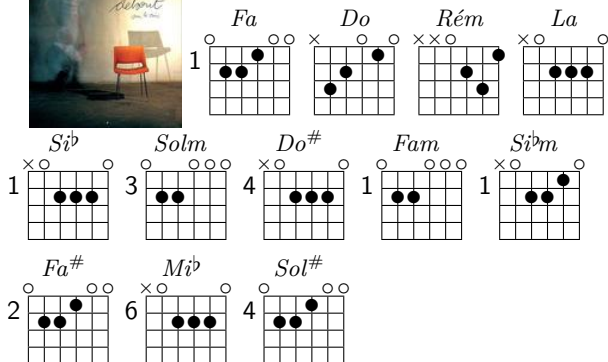 debout
Fa Do Rém La
1
Si♭ Solm Do# Fam Si♭m
1 3 4 1 1
Fa# Mi♭ Sol#
2 6 4